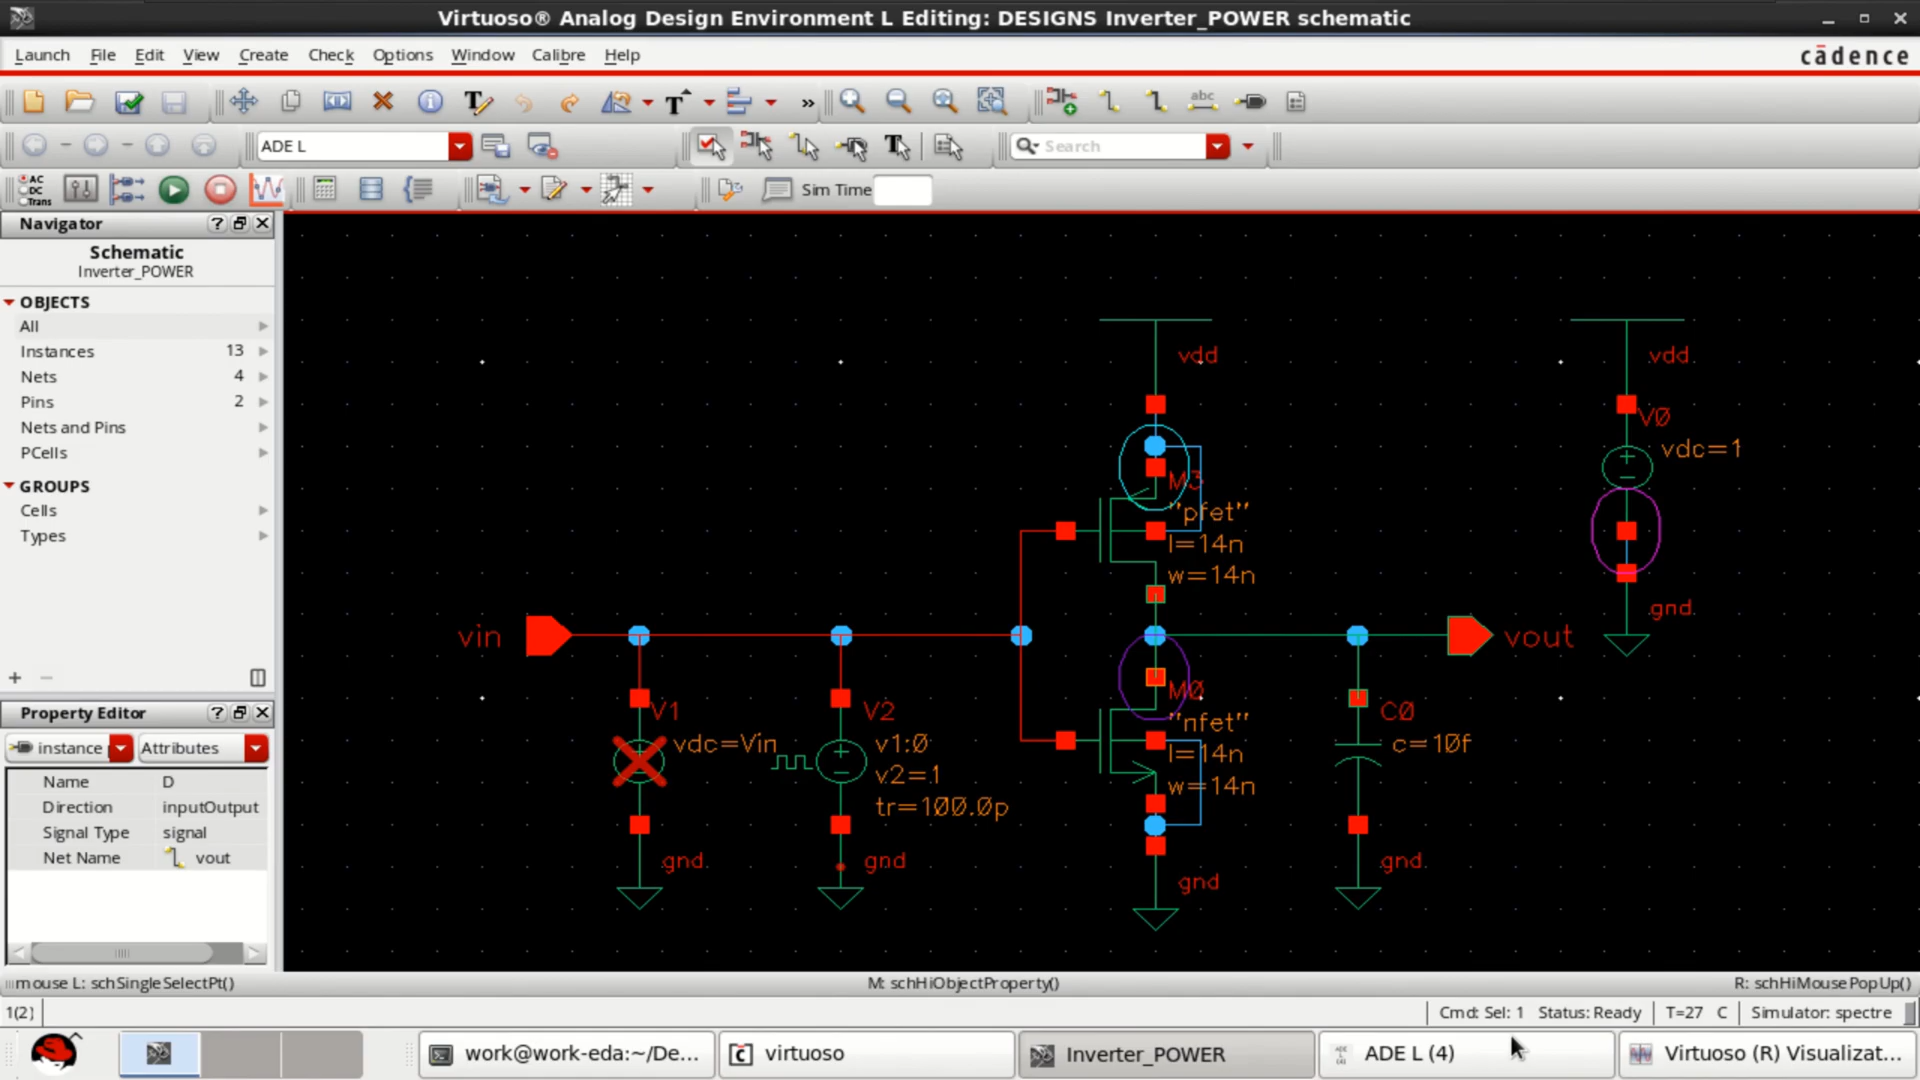 Virtuoso® Analog Design Environment L Editing: DESIGNS Inverter_POWER schematic
Launch File Edit View Create Check Options Window Calibre Help
cādence
T T abc
ADE L
T
Search
AC
DC
Trans
Sim Time
Navigator ?
Schematic
Inverter_POWER
OBJECTS
All
Instances 13
Nets 4
Pins 2
Nets and Pins
PCells
GROUPS
Cells
Types
Property Editor ?
instance Attributes
Name D
Direction inputOutput
Signal Type signal
Net Name vout
vdd
vdd
V0
vdc=1
M3
"pfet"
l=14n
w=14n
gnd
vin
vout
V1
vdc=Vin
V2
v1:0
v2=1
tr=100.0p
M0
"nfet"
l=14n
w=14n
C0
c=10f
gnd
gnd
gnd
gnd
mouse L: schSingleSelectPt() M: schHiObjectProperty() R: schHiMousePopUp()
1(2) Cmd: Sel: 1 Status: Ready T=27 C Simulator: spectre
work@work-eda:~/De... virtuoso Inverter_POWER ADE L (4) Virtuoso (R) Visualizat...